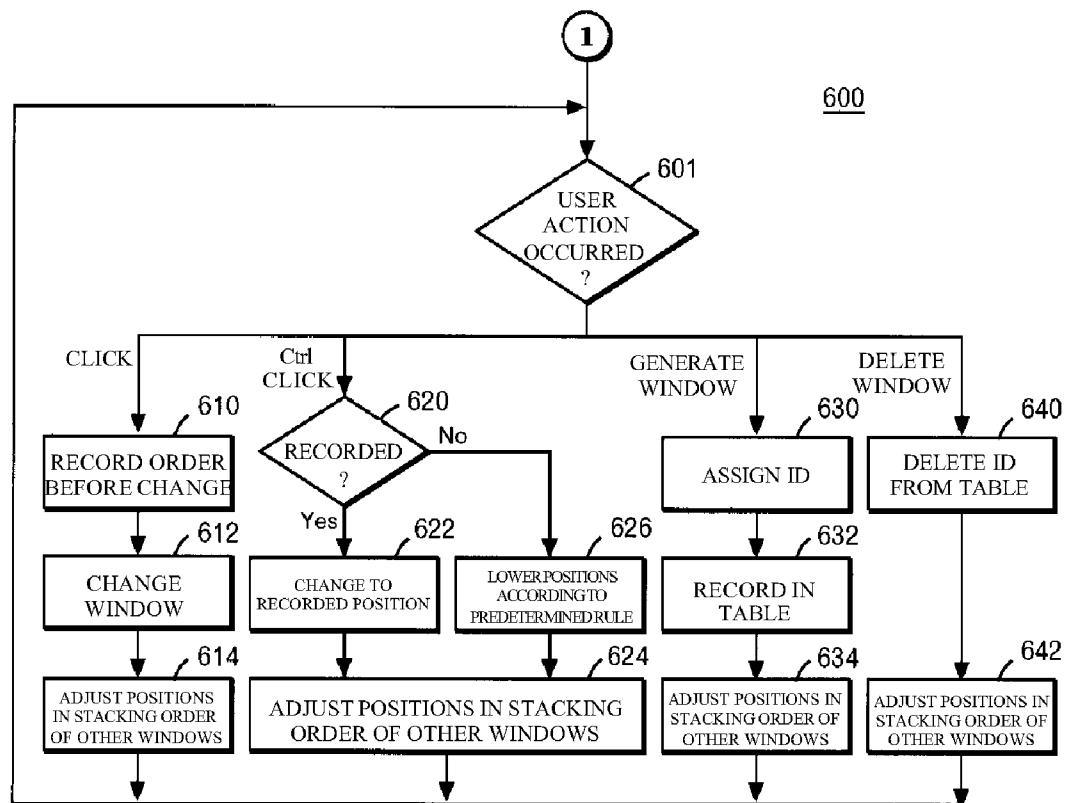 1
600
601
USER
ACTION
OCCURRED
?
CLICK
Ctrl
CLICK
GENERATE
WINDOW
DELETE
WINDOW
610
RECORD ORDER
BEFORE CHANGE
620
RECORDED
?
No
Yes
630
ASSIGN ID
640
DELETE ID
FROM TABLE
612
CHANGE
WINDOW
622
CHANGE TO
RECORDED POSITION
626
LOWER POSITIONS
ACCORDING TO
PREDETERMINED RULE
632
RECORD IN
TABLE
614
ADJUST POSITIONS
IN STACKING ORDER
OF OTHER WINDOWS
624
ADJUST POSITIONS IN STACKING
ORDER OF OTHER WINDOWS
634
ADJUST POSITIONS IN
STACKING ORDER OF
OTHER WINDOWS
642
ADJUST POSITIONS IN
STACKING ORDER OF
OTHER WINDOWS